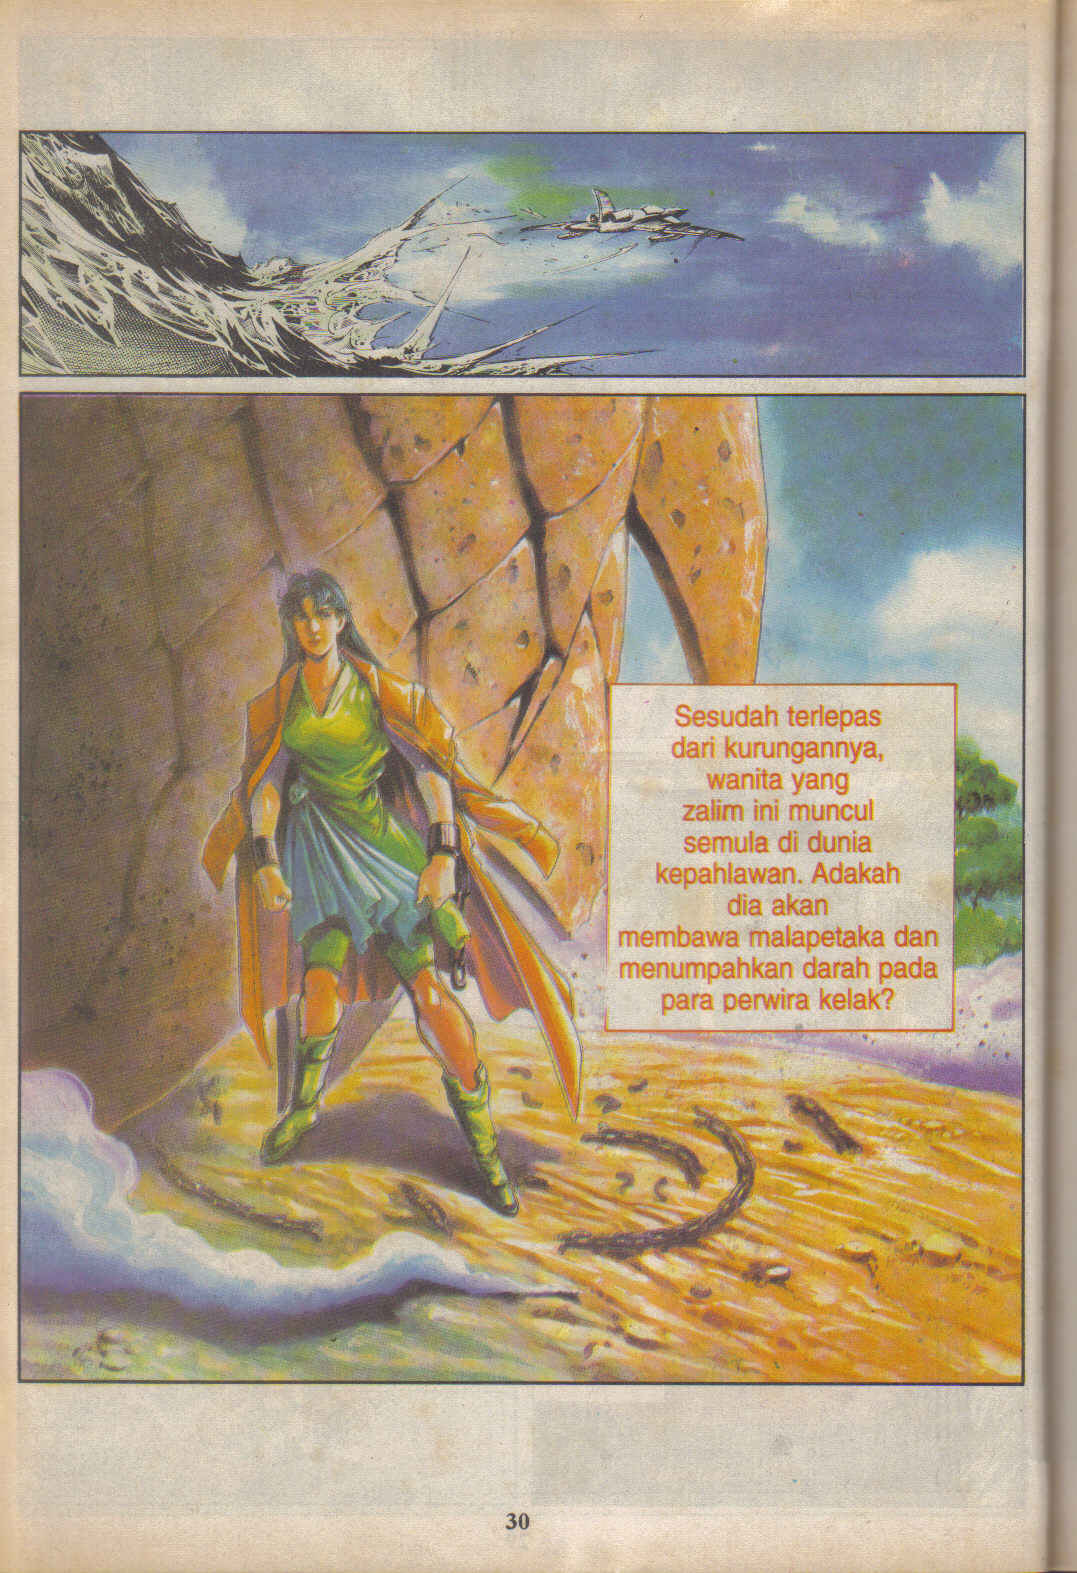 Sesudah terlepas
dari kurungannya,
wanita yang
zalim ini muncul
semula di dunia
kepahlawan. Adakah
dia akan
membawa malapetaka dan
menumpahkan darah pada
para perwira kelak?
30